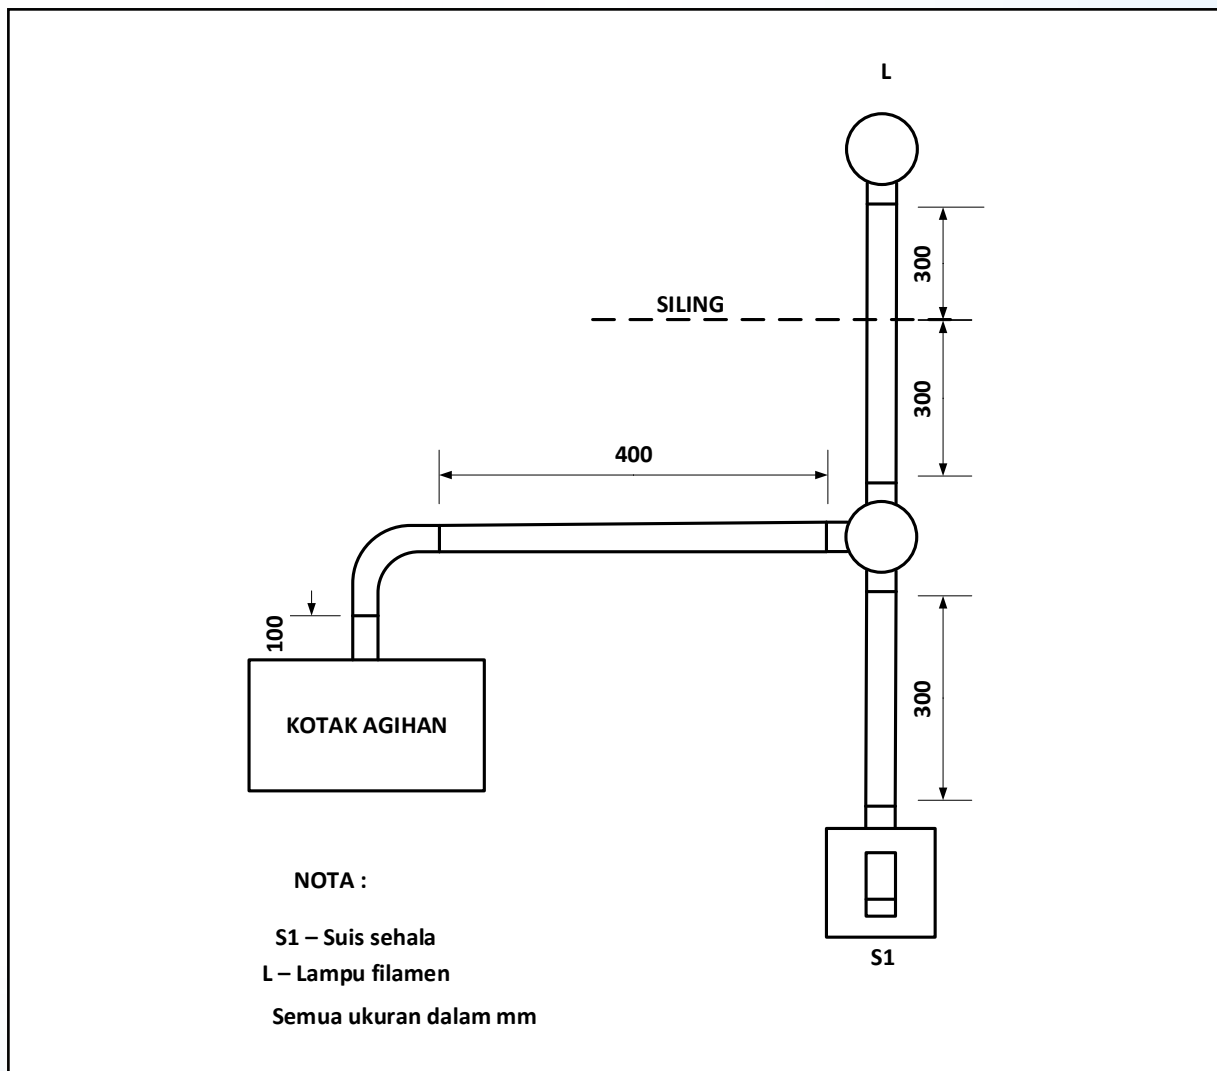 L
300
SILING
300
400
100
300
KOTAK AGIHAN
NOTA :
S1 – Suis sehala
S1
L – Lampu filamen
Semua ukuran dalam mm